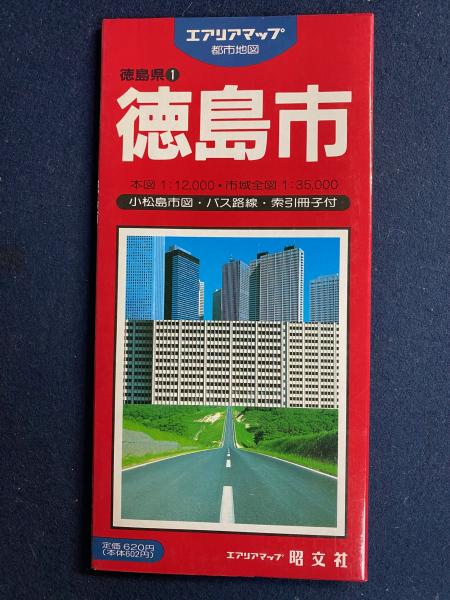 エアリアマップ
都市地図
徳島県1
徳島市
本図 1:12,000・市域全図 1:35,000
小松島市図・バス路線・索引冊子付
定価 620円
(本体602円)
エアリアマップ 昭文社